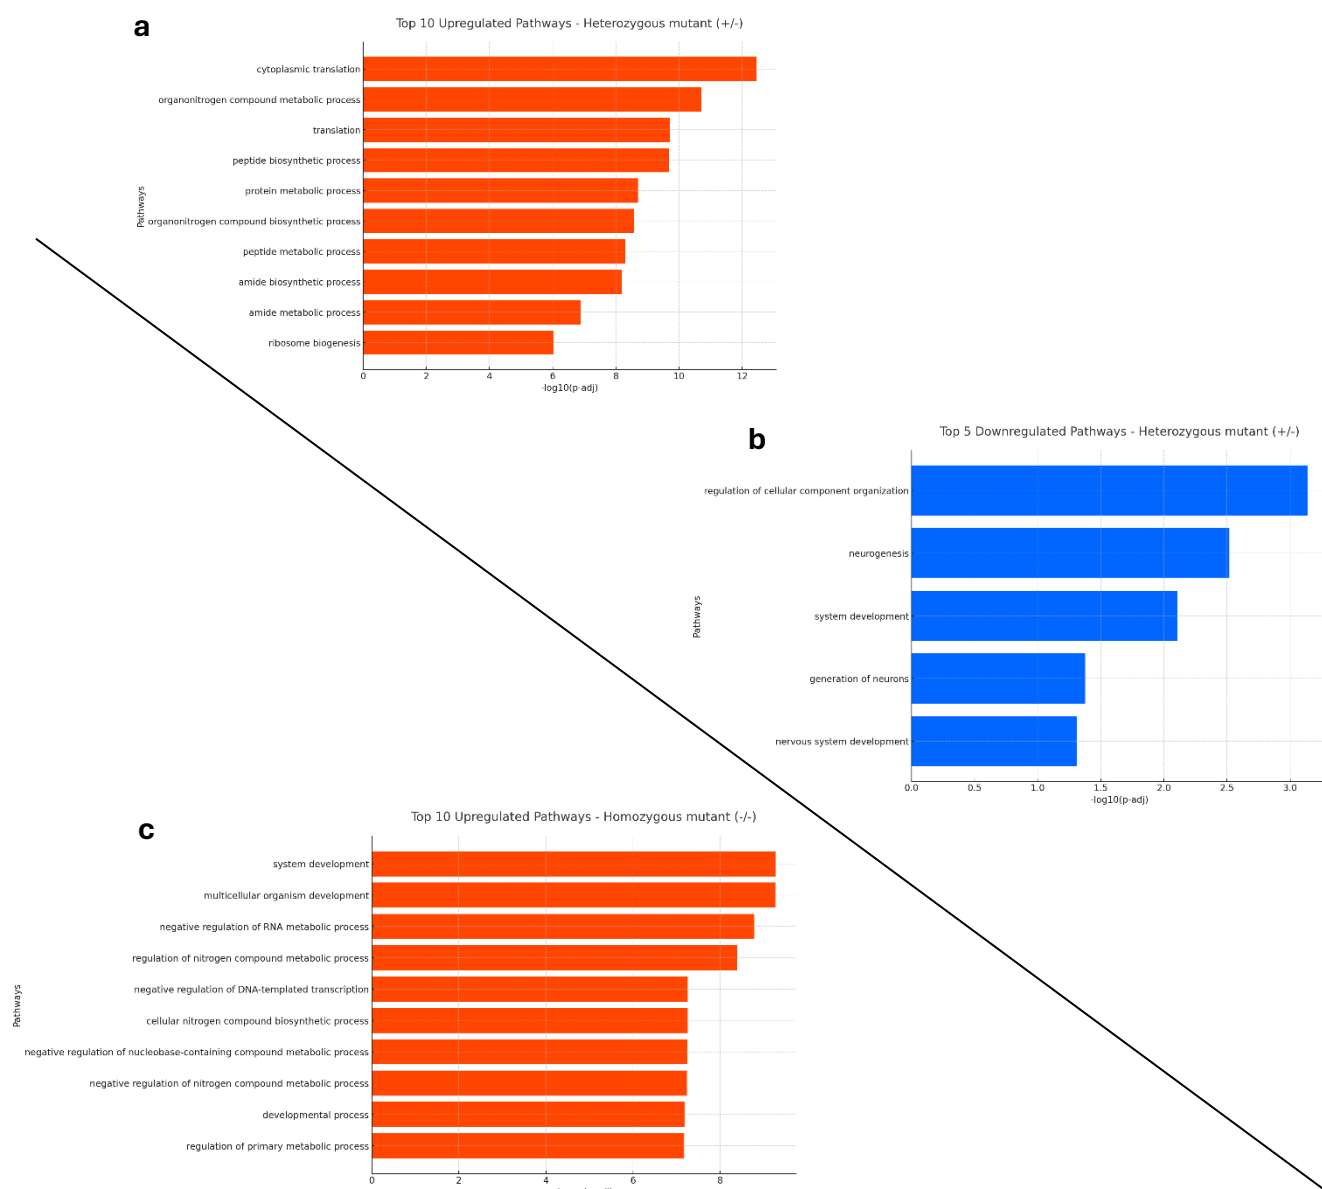 a
Top 10 Upregulated Pathways - Heterozygous mutant (+/-)
Pathways
cytoplasmic translation
organonitrogen compound metabolic process
translation
peptide biosynthetic process
protein metabolic process
organonitrogen compound biosynthetic process
peptide metabolic process
amide biosynthetic process
amide metabolic process
ribosome biogenesis
0 2 4 6 8 10 12
-log10(p-adj)
b
Top 5 Downregulated Pathways - Heterozygous mutant (+/-)
Pathways
regulation of cellular component organization
neurogenesis
system development
generation of neurons
nervous system development
0.0 0.5 1.0 1.5 2.0 2.5 3.0
-log10(p-adj)
c
Top 10 Upregulated Pathways - Homozygous mutant (-/-)
Pathways
system development
multicellular organism development
negative regulation of RNA metabolic process
regulation of nitrogen compound metabolic process
negative regulation of DNA-templated transcription
cellular nitrogen compound biosynthetic process
negative regulation of nucleobase-containing compound metabolic process
negative regulation of nitrogen compound metabolic process
developmental process
regulation of primary metabolic process
0 2 4 6 8